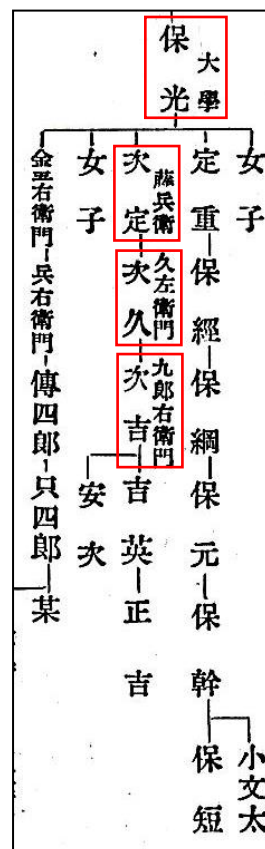 保光 大學
女子
定重 保經 保綱 保元 保幹
小文太
保短
次定 藤兵衛
次久 久左衛門
次吉 九郎右衛門
吉英 正吉
安次
女子
金平右衛門 兵右衛門 傳四郎 只四郎 某